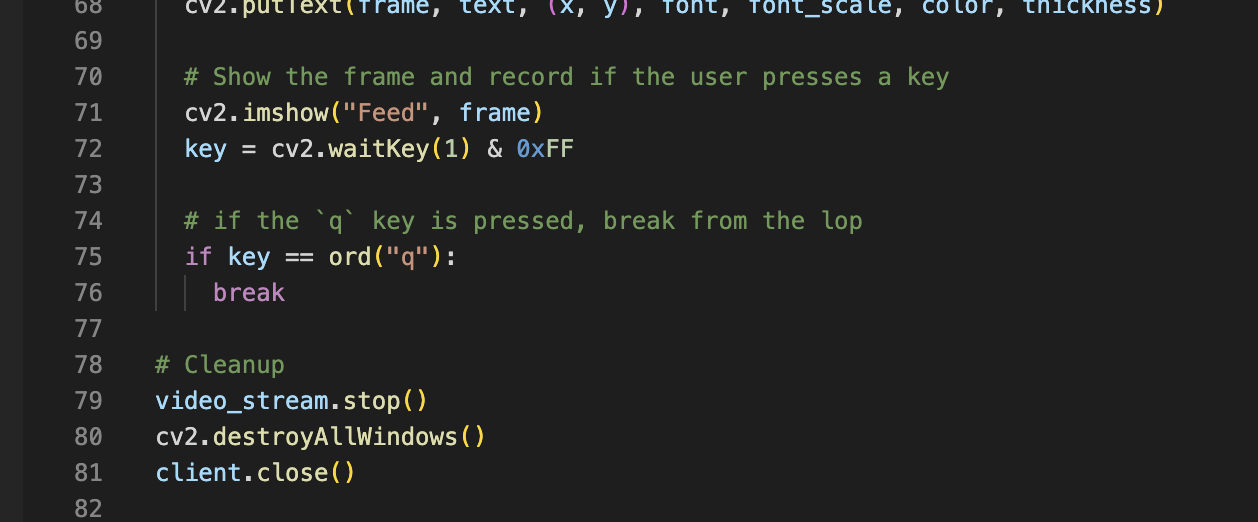 68 cv2.putText(frame, text, (x, y), font, font_scale, color, thickness)
69
70 # Show the frame and record if the user presses a key
71 cv2.imshow("Feed", frame)
72 key = cv2.waitKey(1) & 0xFF
73
74 # if the `q` key is pressed, break from the lop
75 if key == ord("q"):
76 break
77
78 # Cleanup
79 video_stream.stop()
80 cv2.destroyAllWindows()
81 client.close()
82